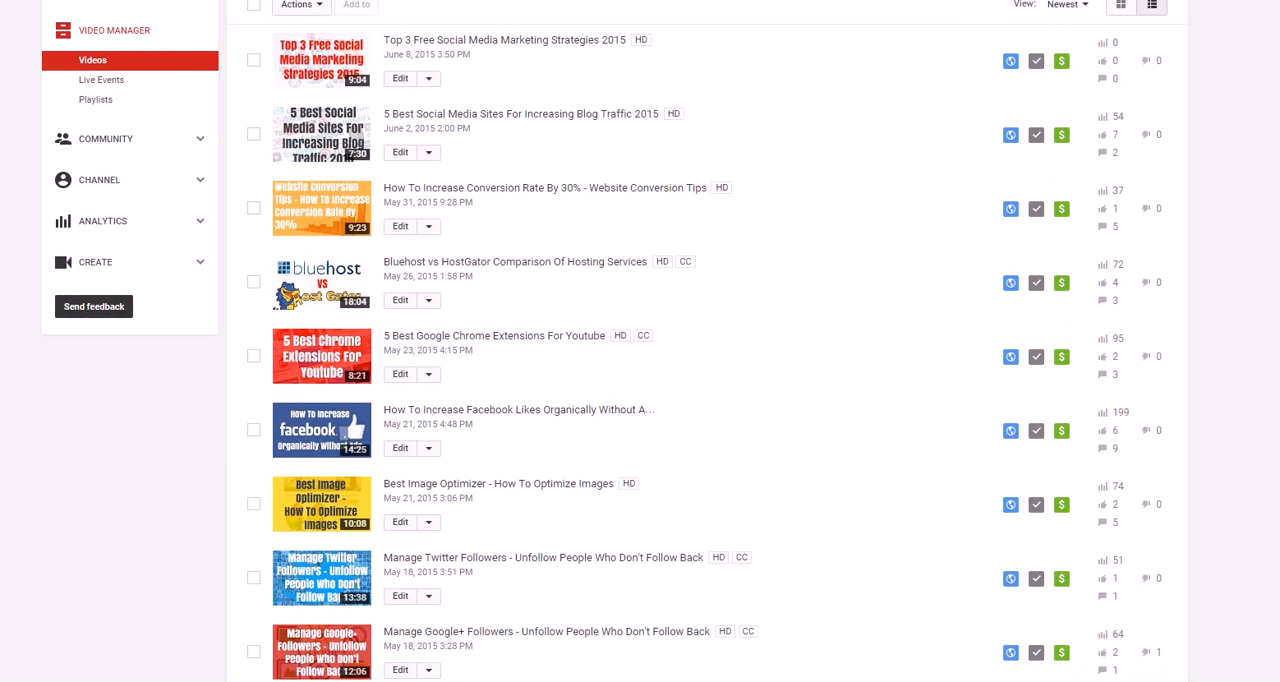 Actions
Add to
View: Newest
VIDEO MANAGER
Videos
Live Events
Playlists
COMMUNITY
CHANNEL
ANALYTICS
CREATE
Send feedback
Top 3 Free Social
Media Marketing
Strategies 2015
9:04
Top 3 Free Social Media Marketing Strategies 2015 HD
June 8, 2015 3:50 PM
Edit
$
0
0 0
0
5 Best Social
Media Sites For
Increasing Blog
Traffic 2015
7:30
5 Best Social Media Sites For Increasing Blog Traffic 2015 HD
June 2, 2015 2:00 PM
Edit
$
54
7 0
2
Website Conversion
Tips - How To Increase
Conversion Rate By
30%
9:23
How To Increase Conversion Rate By 30% - Website Conversion Tips HD
May 31, 2015 9:28 PM
Edit
$
37
1 0
5
bluehost
VS
Host Gator
18:04
Bluehost vs HostGator Comparison Of Hosting Services HD CC
May 26, 2015 1:58 PM
Edit
$
72
4 0
3
5 Best Chrome
Extensions For
Youtube
8:21
5 Best Google Chrome Extensions For Youtube HD CC
May 23, 2015 4:15 PM
Edit
$
95
2 0
3
How To Increase
facebook
Organically Without Ads
14:25
How To Increase Facebook Likes Organically Without A...
May 21, 2015 4:48 PM
Edit
$
199
6 0
9
Best Image
Optimizer -
How To Optimize
Images
10:08
Best Image Optimizer - How To Optimize Images HD
May 21, 2015 3:06 PM
Edit
$
74
2 0
5
Manage Twitter
Followers - Unfollow
People Who Don't
Follow Back
13:38
Manage Twitter Followers - Unfollow People Who Don't Follow Back HD CC
May 18, 2015 3:51 PM
Edit
$
51
1 0
1
Manage Google+
Followers - Unfollow
People Who Don't
Follow Back
12:06
Manage Google+ Followers - Unfollow People Who Don't Follow Back HD CC
May 18, 2015 3:28 PM
Edit
$
64
2 1
1